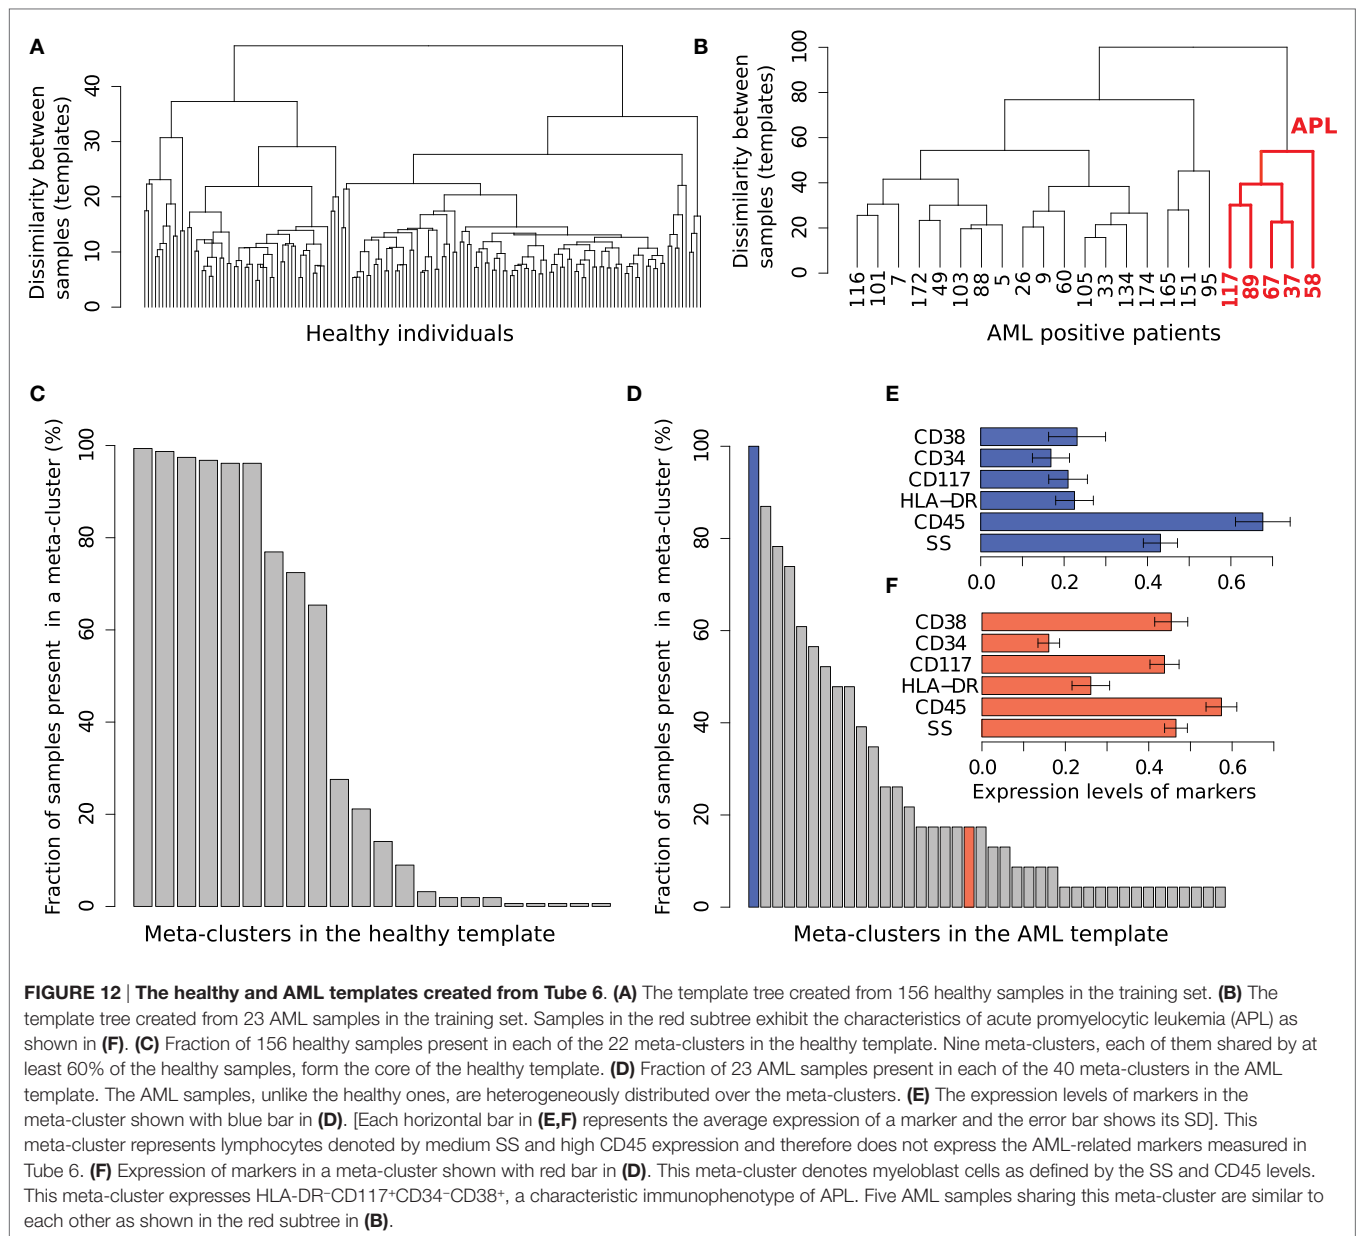 A
Dissimilarity between
samples (templates)
40
30
20
10
0
Healthy individuals
B
Dissimilarity between
samples (templates)
100
80
60
40
20
0
APL
116
101
7
172
49
103
88
5
26
9
60
105
33
134
174
165
151
95
117
89
67
37
58
AML positive patients
C
Fraction of samples present in a meta-cluster (%)
100
80
60
40
20
0
Meta-clusters in the healthy template
D
Fraction of samples present in a meta-cluster (%)
100
80
60
40
20
0
Meta-clusters in the AML template
E
CD38
CD34
CD117
HLA−DR
CD45
SS
0.0 0.2 0.4 0.6
F
CD38
CD34
CD117
HLA−DR
CD45
SS
0.0 0.2 0.4 0.6
Expression levels of markers
FIGURE 12 | The healthy and AML templates created from Tube 6. (A) The template tree created from 156 healthy samples in the training set. (B) The
template tree created from 23 AML samples in the training set. Samples in the red subtree exhibit the characteristics of acute promyelocytic leukemia (APL) as
shown in (F). (C) Fraction of 156 healthy samples present in each of the 22 meta-clusters in the healthy template. Nine meta-clusters, each of them shared by at
least 60% of the healthy samples, form the core of the healthy template. (D) Fraction of 23 AML samples present in each of the 40 meta-clusters in the AML
template. The AML samples, unlike the healthy ones, are heterogeneously distributed over the meta-clusters. (E) The expression levels of markers in the
meta-cluster shown with blue bar in (D). [Each horizontal bar in (E,F) represents the average expression of a marker and the error bar shows its SD]. This
meta-cluster represents lymphocytes denoted by medium SS and high CD45 expression and therefore does not express the AML-related markers measured in
Tube 6. (F) Expression of markers in a meta-cluster shown with red bar in (D). This meta-cluster denotes myeloblast cells as defined by the SS and CD45 levels.
This meta-cluster expresses HLA-DR⁻CD117⁺CD34⁻CD38⁺, a characteristic immunophenotype of APL. Five AML samples sharing this meta-cluster are similar to
each other as shown in the red subtree in (B).